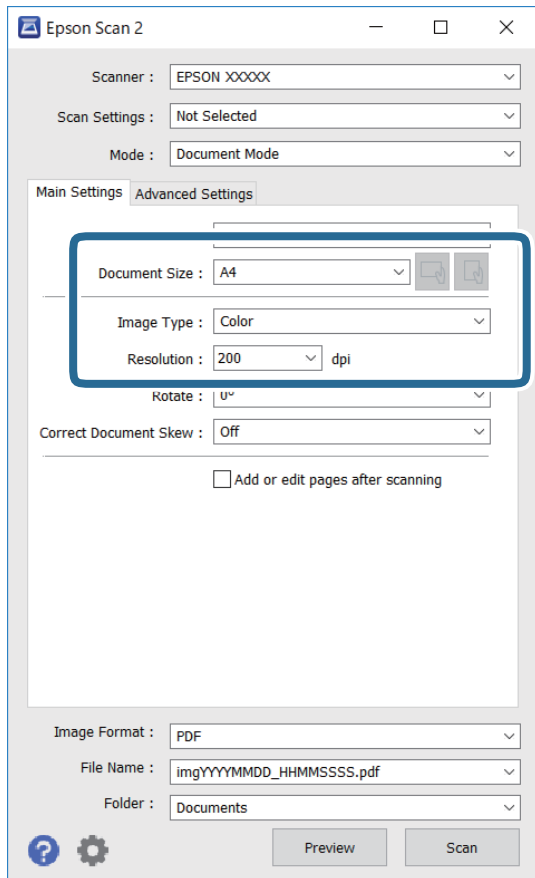 Epson Scan 2
Scanner : EPSON XXXXX
Scan Settings : Not Selected
Mode : Document Mode
Main Settings Advanced Settings
Document Size : A4
Image Type : Color
Resolution : 200 dpi
Rotate : 0°
Correct Document Skew : Off
Add or edit pages after scanning
Image Format : PDF
File Name : imgYYYYMMDD_HHMMSSSS.pdf
Folder : Documents
? Preview Scan